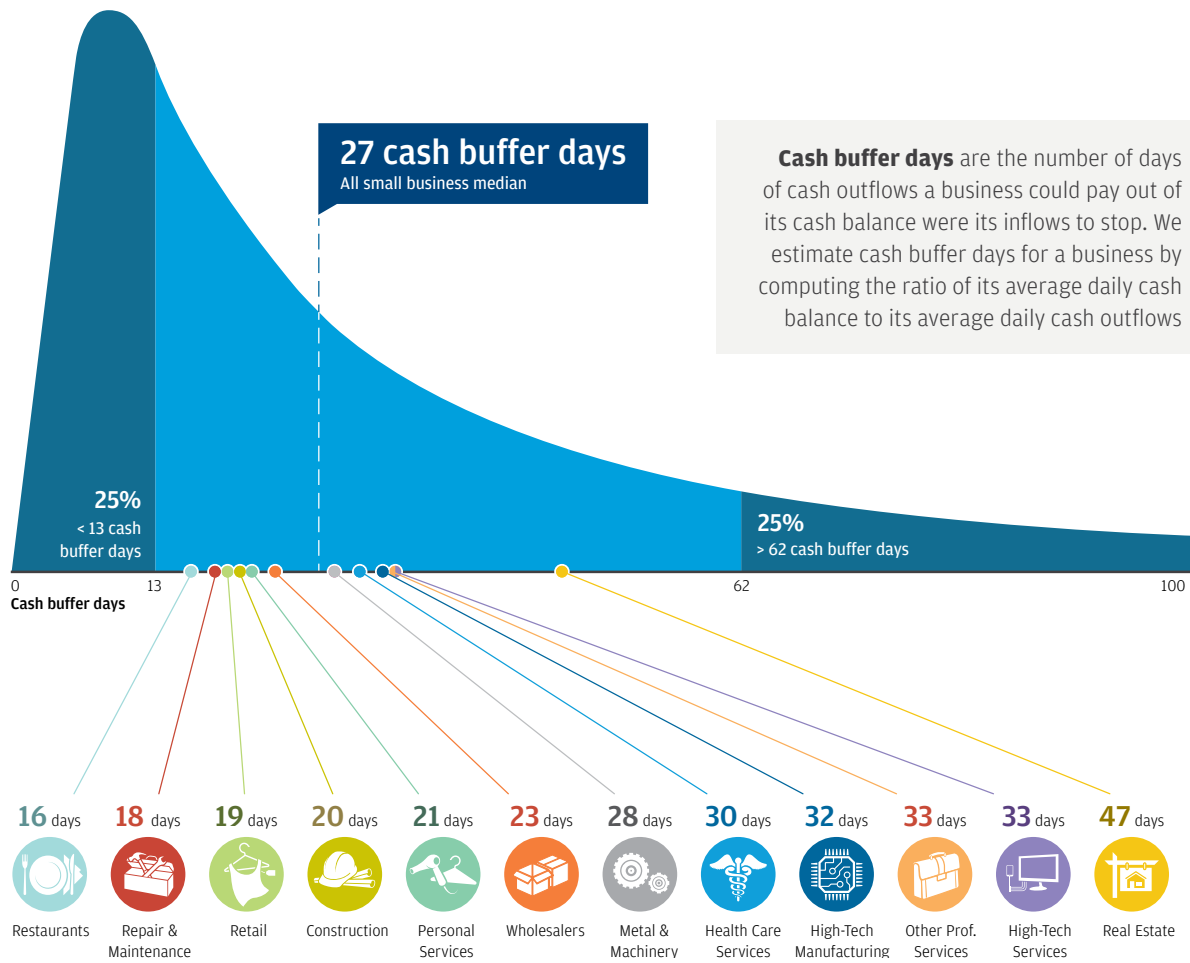 27 cash buffer days
All small business median
Cash buffer days are the number of days
of cash outflows a business could pay out of
its cash balance were its inflows to stop. We
estimate cash buffer days for a business by
computing the ratio of its average daily cash
balance to its average daily cash outflows
25%
< 13 cash
buffer days
25%
> 62 cash buffer days
0 13 62 100
Cash buffer days
16 days 18 days 19 days 20 days 21 days 23 days 28 days 30 days 32 days 33 days 33 days 47 days
Restaurants Repair & Retail Construction Personal Wholesalers Metal & Health Care High-Tech Other Prof. High-Tech Real Estate
Maintenance Services Machinery Services Manufacturing Services Services